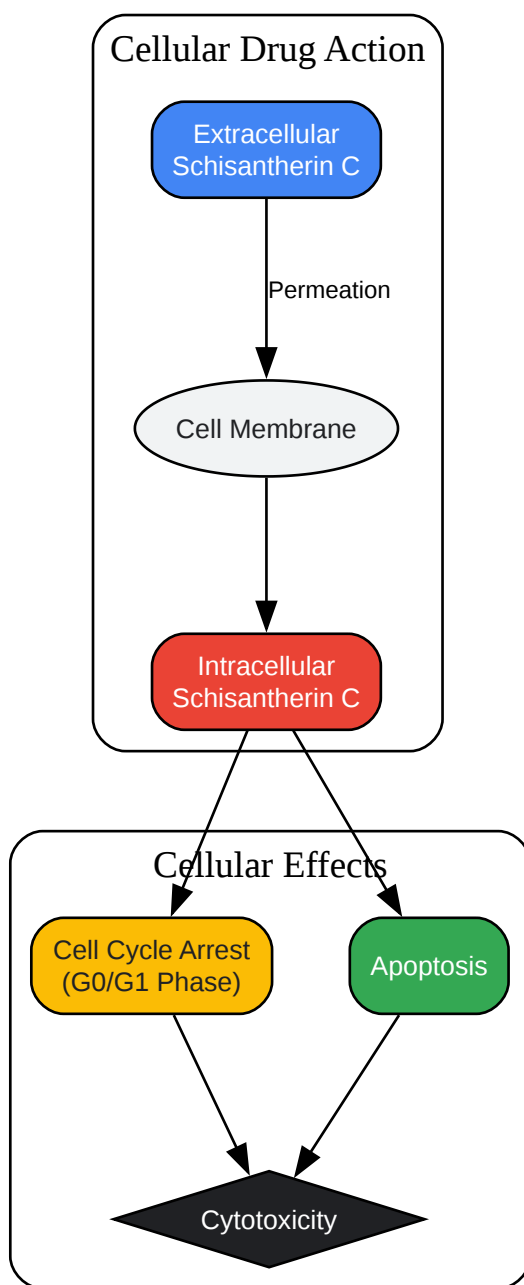 Cellular Drug Action
Extracellular
Schisantherin C
Permeation
Cell Membrane
Intracellular
Schisantherin C
Cellular Effects
Cell Cycle Arrest
(G0/G1 Phase)
Apoptosis
Cytotoxicity